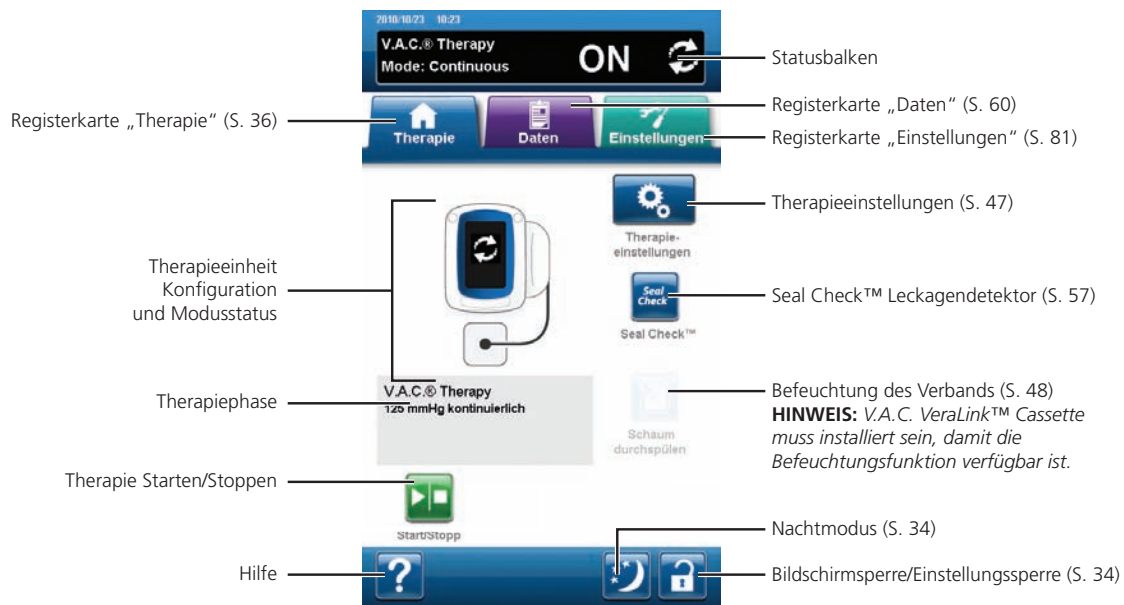 2010/10/23 10:23
V.A.C.® Therapy
Mode: Continuous
ON
Statusbalken
Registerkarte „Therapie" (S. 36)
Therapie
Daten
Einstellungen
Registerkarte „Daten" (S. 60)
Registerkarte „Einstellungen" (S. 81)
Therapieeinstellungen (S. 47)
Therapie-
einstellungen
Therapieeinheit
Konfiguration
und Modusstatus
Seal
Check
Seal Check™
Seal Check™ Leckagendetektor (S. 57)
V.A.C.® Therapy
125 mmHg kontinuierlich
Therapiephase
Schaum
durchspülen
Befeuchtung des Verbands (S. 48)
HINWEIS: V.A.C. VeraLink™ Cassette
muss installiert sein, damit die
Befeuchtungsfunktion verfügbar ist.
Therapie Starten/Stoppen
Start/Stopp
Nachtmodus (S. 34)
Hilfe
?
Bildschirmsperre/Einstellungssperre (S. 34)